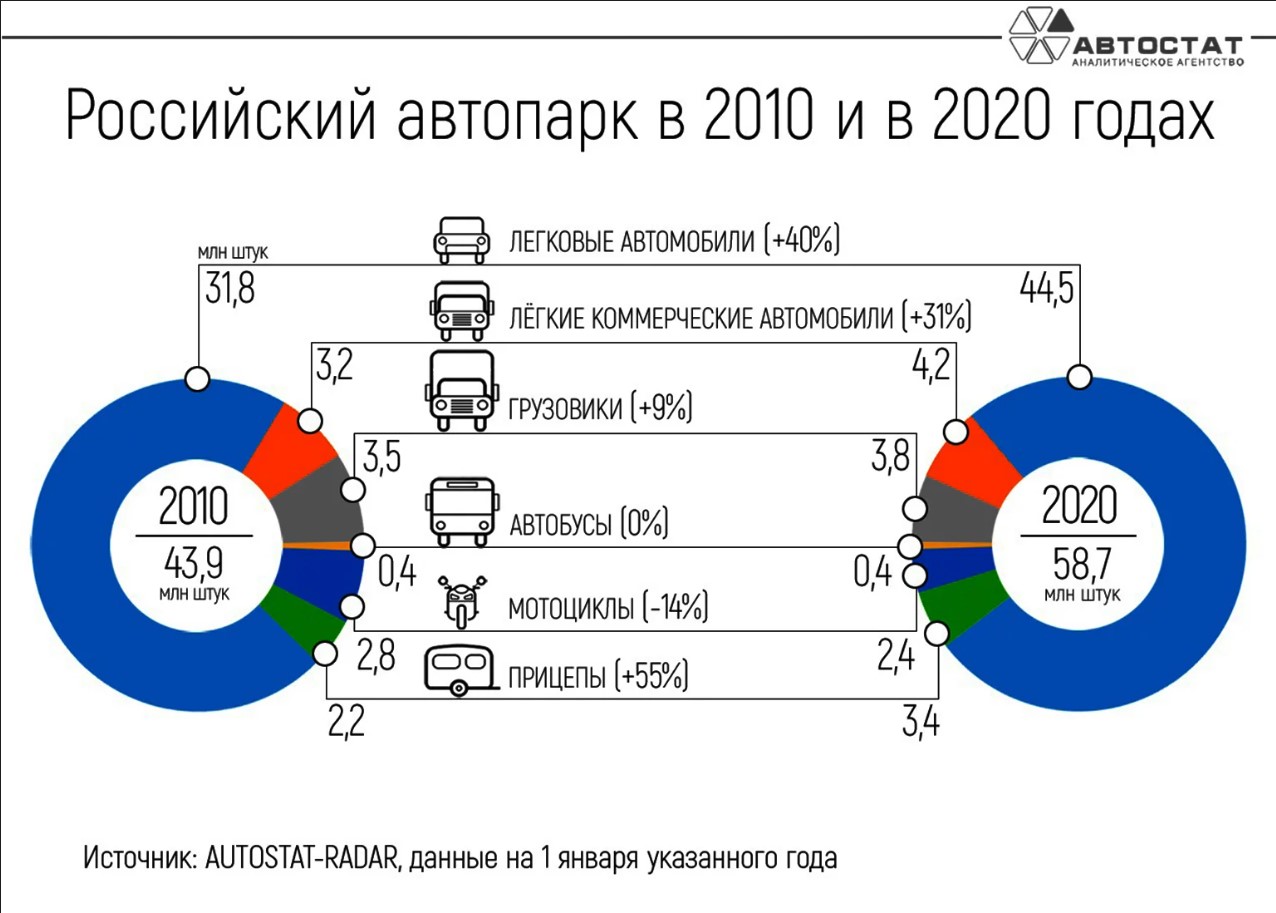 АВТОСТАТ
АНАЛИТИЧЕСКОЕ АГЕНТСТВО
Российский автопарк в 2010 и в 2020 годах
млн штук
ЛЕГКОВЫЕ АВТОМОБИЛИ (+40%)
31,8
44,5
ЛЁГКИЕ КОММЕРЧЕСКИЕ АВТОМОБИЛИ (+31%)
3,2
4,2
ГРУЗОВИКИ (+9%)
3,5
3,8
2010
43,9
млн штук
2020
58,7
млн штук
АВТОБУСЫ (0%)
0,4
0,4
МОТОЦИКЛЫ (-14%)
2,8
2,4
ПРИЦЕПЫ (+55%)
2,2
3,4
Источник: AUTOSTAT-RADAR, данные на 1 января указанного года